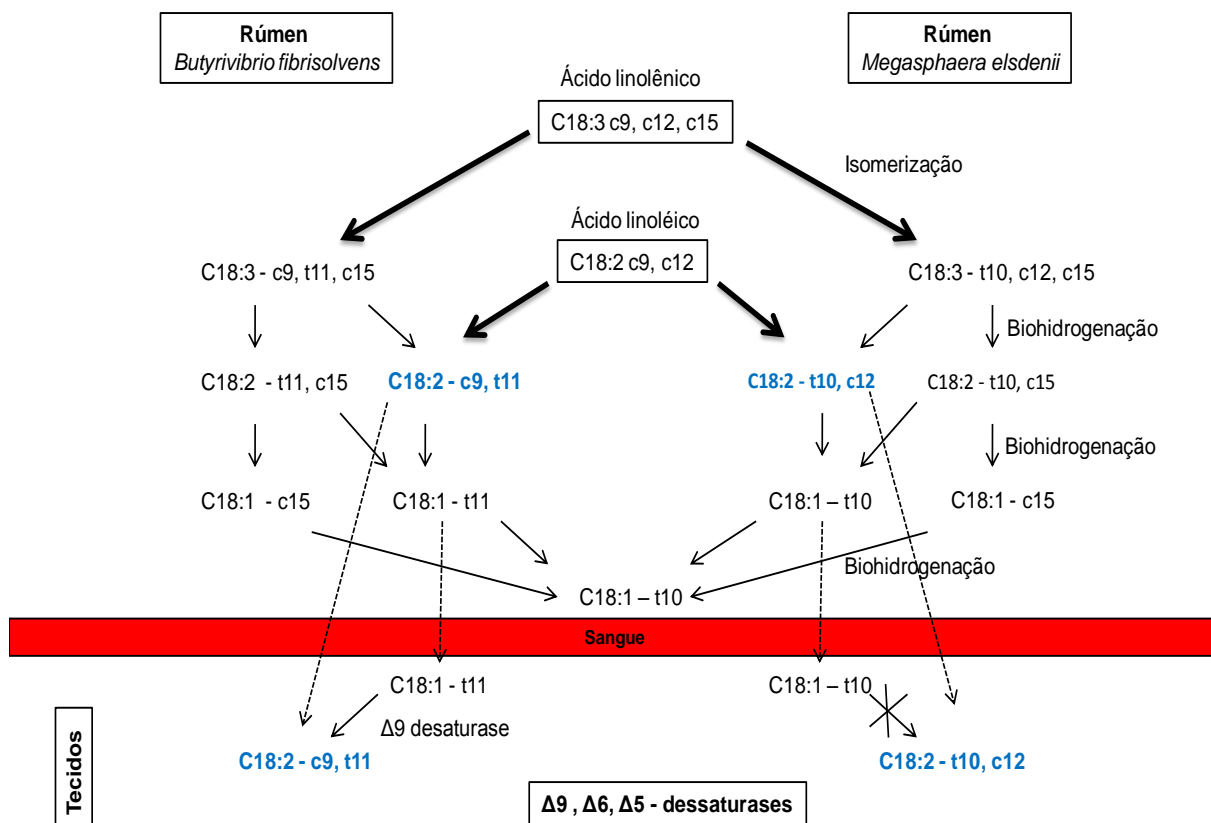 Rúmen
Butyrivibrio fibrisolvens
Rúmen
Megasphaera elsdenii
Ácido linolênico
C18:3 c9, c12, c15
Isomerização
Ácido linoléico
C18:2 c9, c12
C18:3 - c9, t11, c15
C18:3 - t10, c12, c15
Biohidrogenação
C18:2 - t11, c15
C18:2 - c9, t11
C18:2 - t10, c12
C18:2 - t10, c15
Biohidrogenação
C18:1 - c15
C18:1 - t11
C18:1 – t10
C18:1 - c15
Biohidrogenação
C18:1 – t10
Sangue
C18:1 - t11
C18:1 – t10
Δ9 desaturase
C18:2 - c9, t11
C18:2 - t10, c12
Tecidos
Δ9 , Δ6, Δ5 - dessaturases